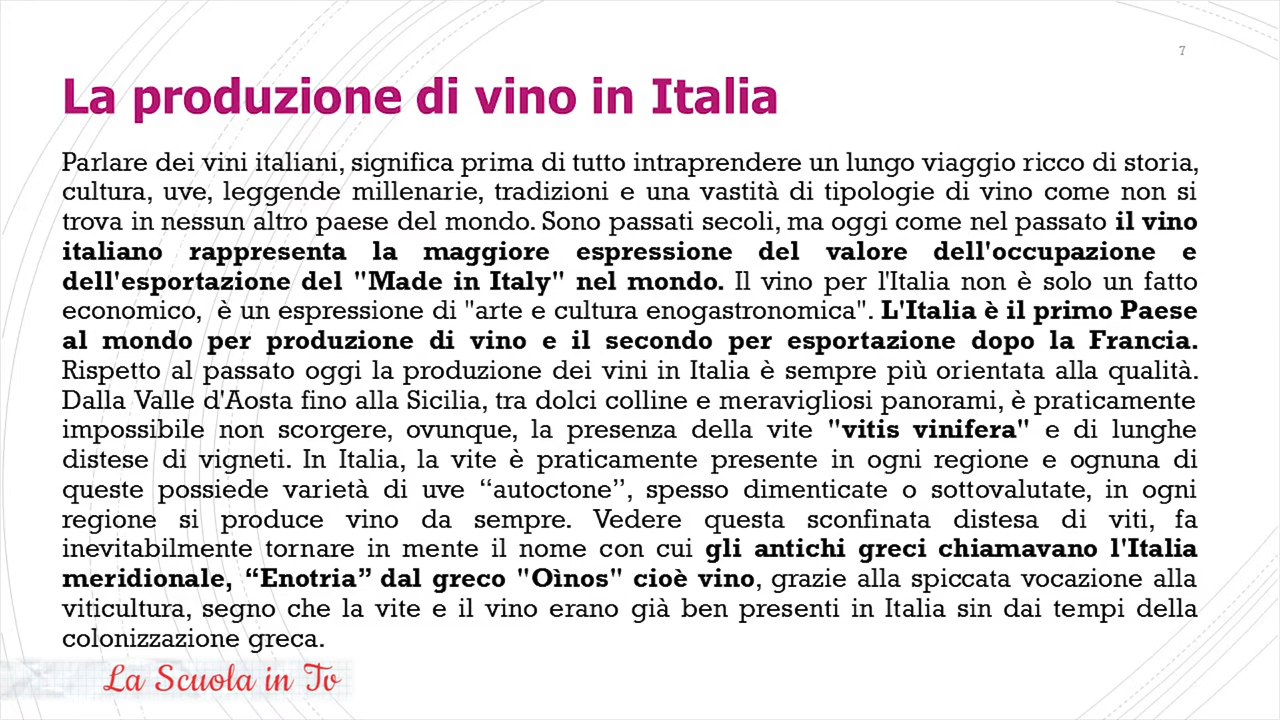 7
La produzione di vino in Italia
Parlare dei vini italiani, significa prima di tutto intraprendere un lungo viaggio ricco di storia,
cultura, uve, leggende millenarie, tradizioni e una vastità di tipologie di vino come non si
trova in nessun altro paese del mondo. Sono passati secoli, ma oggi come nel passato il vino
italiano rappresenta la maggiore espressione del valore dell'occupazione e
dell'esportazione del "Made in Italy" nel mondo. Il vino per l'Italia non è solo un fatto
economico, è un espressione di "arte e cultura enogastronomica". L'Italia è il primo Paese
al mondo per produzione di vino e il secondo per esportazione dopo la Francia.
Rispetto al passato oggi la produzione dei vini in Italia è sempre più orientata alla qualità.
Dalla Valle d'Aosta fino alla Sicilia, tra dolci colline e meravigliosi panorami, è praticamente
impossibile non scorgere, ovunque, la presenza della vite "vitis vinifera" e di lunghe
distese di vigneti. In Italia, la vite è praticamente presente in ogni regione e ognuna di
queste possiede varietà di uve “autoctone”, spesso dimenticate o sottovalutate, in ogni
regione si produce vino da sempre. Vedere questa sconfinata distesa di viti, fa
inevitabilmente tornare in mente il nome con cui gli antichi greci chiamavano l'Italia
meridionale, “Enotria” dal greco "Oìnos" cioè vino, grazie alla spiccata vocazione alla
viticultura, segno che la vite e il vino erano già ben presenti in Italia sin dai tempi della
colonizzazione greca.
La Scuola in Tv